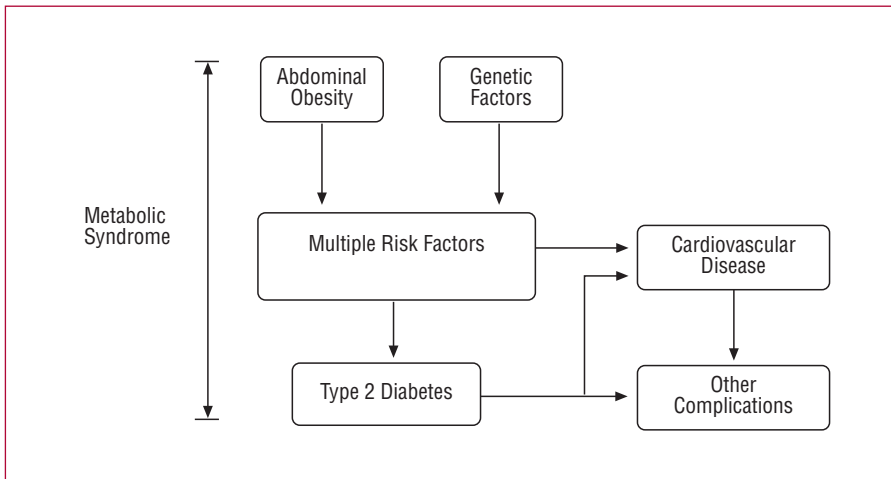 Abdominal
Obesity
Genetic
Factors
Metabolic
Syndrome
Multiple Risk Factors
Cardiovascular
Disease
Type 2 Diabetes
Other
Complications